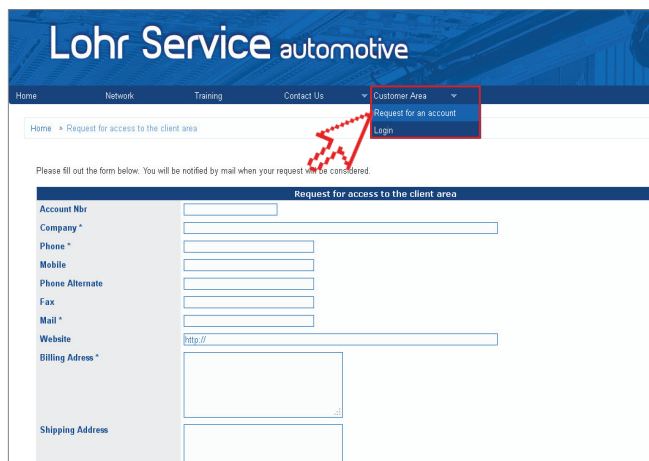 Lohr Service automotive
Home Network Training Contact Us Customer Area
Request for an account
Login
Home » Request for access to the client area
Please fill out the form below. You will be notified by mail when your request will be considered.
Request for access to the client area
Account Nbr
Company *
Phone *
Mobile
Phone Alternate
Fax
Mail *
Website http://
Billing Adress *
Shipping Address